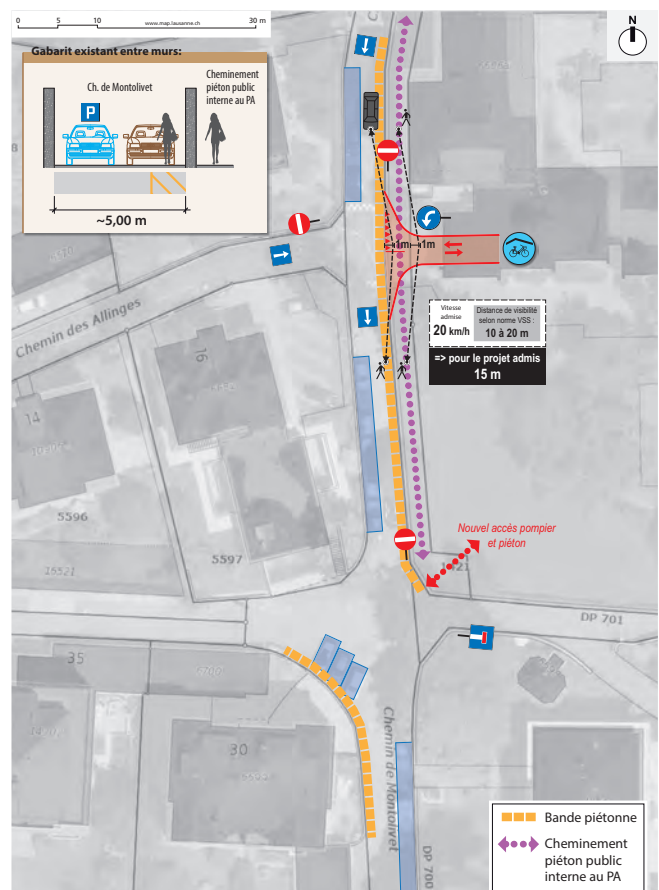 0 5 10 www.map.lausanne.ch 30 m
N
Gabarit existant entre murs:
Ch. de Montolivet
Cheminement
piéton public
interne au PA
P
~5,00 m
1m 1m
Chemin des Allinges
Vitesse
admise
20 km/h
Distance de visibilité
selon norme VSS :
10 à 20 m
=> pour le projet admis
15 m
16
14
5596
5597
16521
Nouvel accès pompier
et piéton
DP 701
35
30
Chemin de Montolivet
DP 700
Bande piétonne
Cheminement
piéton public
interne au PA